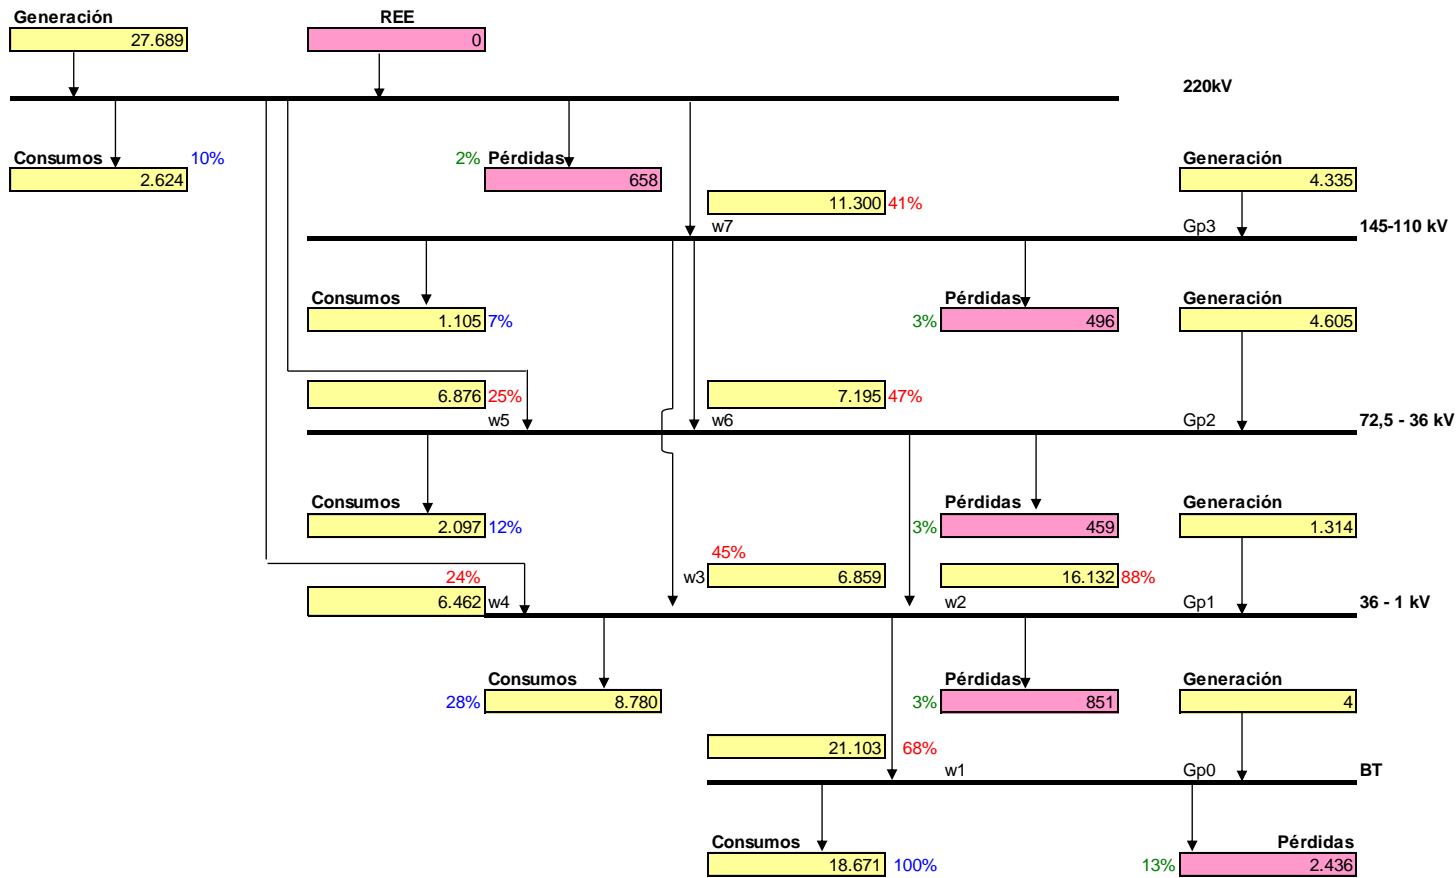 Generación REE
27.689 0
220kV
Consumos 10% 2% Pérdidas Generación
2.624 658 4.335
11.300 41%
w7 Gp3 145-110 kV
Consumos Pérdidas Generación
1.105 7% 3% 496 4.605
6.876 25% 7.195 47%
w5 w6 Gp2 72,5 - 36 kV
Consumos Pérdidas Generación
2.097 12% 3% 459 1.314
45%
24% w3 6.859 16.132 88%
6.462 w4 w2 Gp1 36 - 1 kV
Consumos Pérdidas Generación
28% 8.780 3% 851 4
21.103 68%
w1 Gp0 BT
Consumos Pérdidas
18.671 100% 13% 2.436